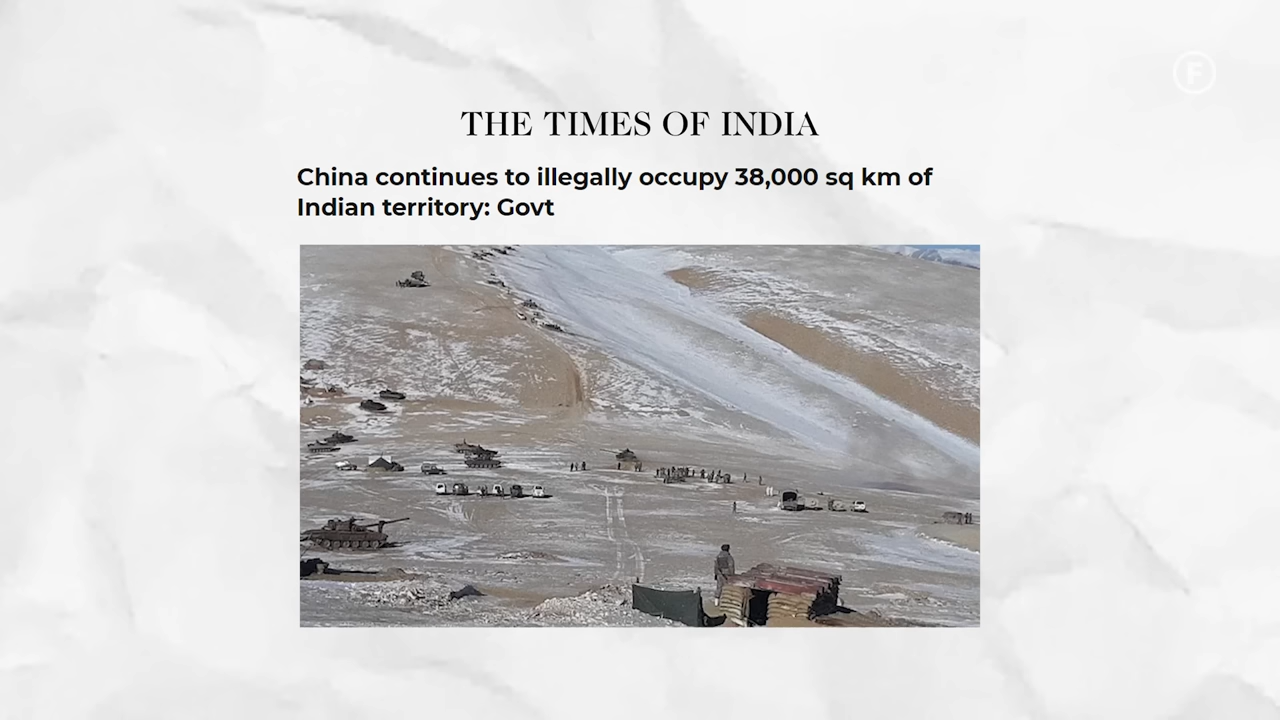 F
THE TIMES OF INDIA
China continues to illegally occupy 38,000 sq km of
Indian territory: Govt